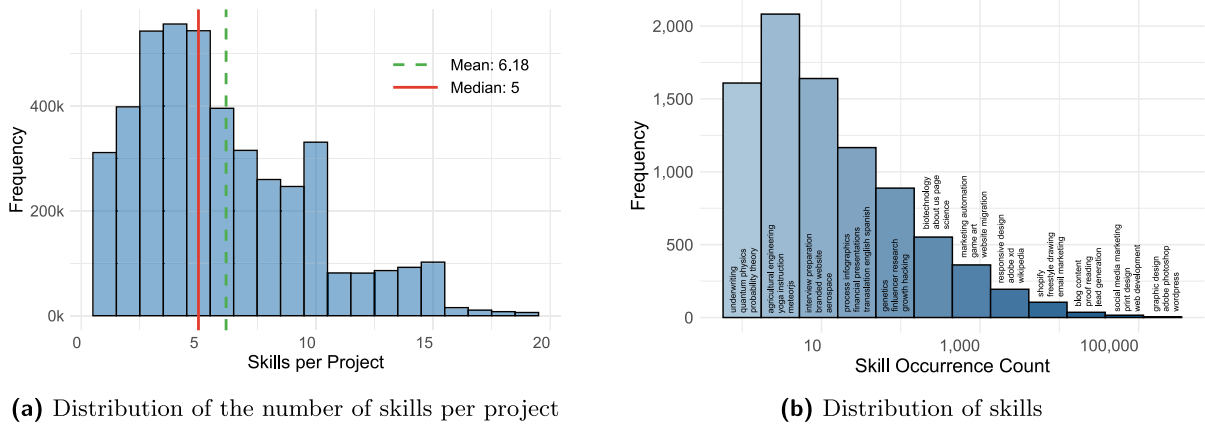 400k
200k
0k
Frequency
Mean: 6.18
Median: 5
0
5
10
15
20
Skills per Project
(a) Distribution of the number of skills per project
2,000
1,500
1,000
500
0
Frequency
underwriting
quantum physics
probability theory
agricultural engineering
yoga instruction
meteorjs
interview preparation
branded website
aerospace
process infographics
financial presentations
tranaslation english spanish
genetics
finfluencer research
growth hacking
biotechnology
about us page
science
marketing automation
game art
website migration
responsive design
adobe xd
wikipedia
shopify
freestyle drawing
email marketing
blog content
proof reading
lead generation
social media marketing
print design
web development
graphic design
adobe photoshop
wordpress
10
1,000
100,000
Skill Occurrence Count
(b) Distribution of skills